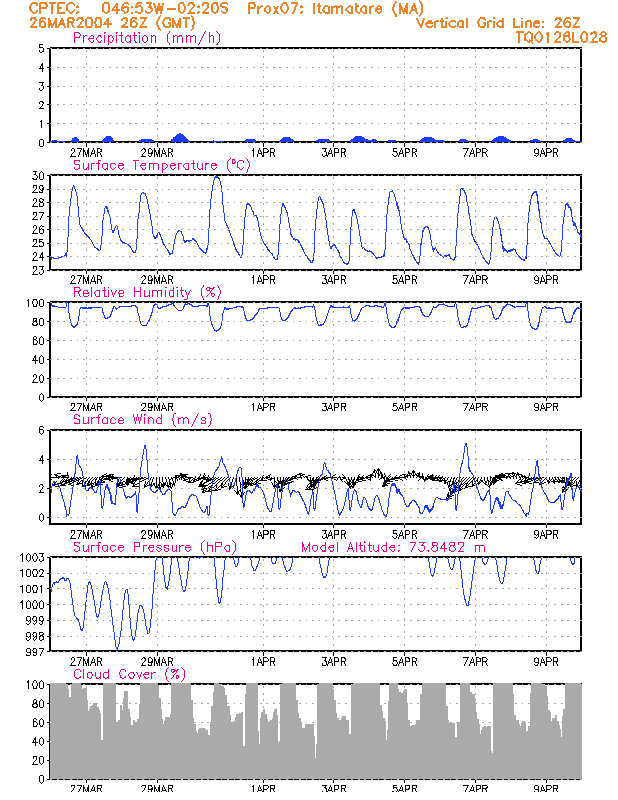 CPTEC: 046:53W-02:20S Prox07: Itamatare (MA)
26MAR2004 26Z (GMT) Vertical Grid Line: 26Z
Precipitation (mm/h) TQ0126L028
5
4
3
2
1
0
27MAR 29MAR 1APR 3APR 5APR 7APR 9APR
Surface Temperature (ºC)
30
29
28
27
26
25
24
23
27MAR 29MAR 1APR 3APR 5APR 7APR 9APR
Relative Humidity (%)
100
80
60
40
20
0
27MAR 29MAR 1APR 3APR 5APR 7APR 9APR
Surface Wind (m/s)
6
4
2
0
27MAR 29MAR 1APR 3APR 5APR 7APR 9APR
Surface Pressure (hPa) Model Altitude: 73.8482 m
1003
1002
1001
1000
999
998
997
27MAR 29MAR 1APR 3APR 5APR 7APR 9APR
Cloud Cover (%)
100
80
60
40
20
0
27MAR 29MAR 1APR 3APR 5APR 7APR 9APR